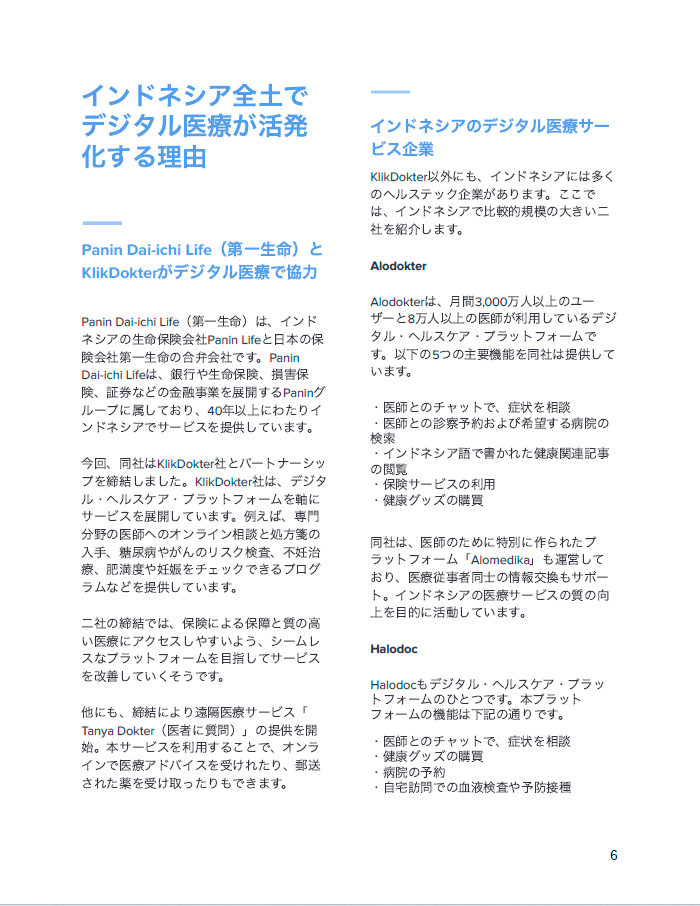 インドネシア全土で
デジタル医療が活発
化する理由
Panin Dai-ichi Life（第一生命）と
KlikDokterがデジタル医療で協力
Panin Dai-ichi Life（第一生命）は、インド
ネシアの生命保険会社Panin Lifeと日本の保
険会社第一生命の合弁会社です。Panin
Dai-ichi Lifeは、銀行や生命保険、損害保
険、証券などの金融事業を展開するPaninグ
ループに属しており、40年以上にわたりイ
ンドネシアでサービスを提供しています。
今回、同社はKlikDokter社とパートナーシッ
プを締結しました。KlikDokter社は、デジタ
ル・ヘルスケア・プラットフォームを軸に
サービスを展開しています。例えば、専門
分野の医師へのオンライン相談と処方箋の
入手、糖尿病やがんのリスク検査、不妊治
療、肥満度や妊娠をチェックできるプログ
ラムなどを提供しています。
二社の締結では、保険による保障と質の高
い医療にアクセスしやすいよう、シームレ
スなプラットフォームを目指してサービス
を改善していくそうです。
他にも、締結により遠隔医療サービス「
Tanya Dokter（医者に質問）」の提供を開
始。本サービスを利用することで、オンラ
インで医療アドバイスを受けれたり、郵送
された薬を受け取ったりもできます。
インドネシアのデジタル医療サー
ビス企業
KlikDokter以外にも、インドネシアには多く
のヘルステック企業があります。ここで
は、インドネシアで比較的規模の大きい二
社を紹介します。
Alodokter
Alodokterは、月間3,000万人以上のユー
ザーと8万人以上の医師が利用しているデジ
タル・ヘルスケア・プラットフォームで
す。以下の5つの主要機能を同社は提供して
います。
・医師とのチャットで、症状を相談
・医師との診察予約および希望する病院の
検索
・インドネシア語で書かれた健康関連記事
の閲覧
・保険サービスの利用
・健康グッズの購買
同社は、医師のために特別に作られたプ
ラットフォーム「Alomedika」も運営して
おり、医療従事者同士の情報交換もサポー
ト。インドネシアの医療サービスの質の向
上を目的に活動しています。
Halodoc
Halodocもデジタル・ヘルスケア・プラッ
トフォームのひとつです。本プラット
フォームの機能は下記の通りです。
・医師とのチャットで、症状を相談
・健康グッズの購買
・病院の予約
・自宅訪問での血液検査や予防接種
6